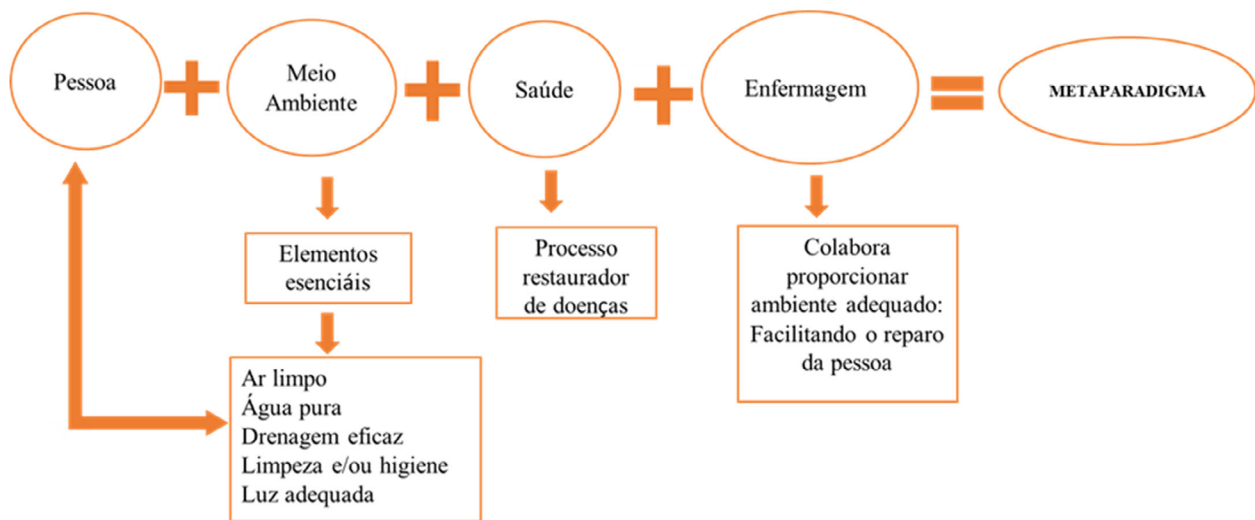 Pessoa
Meio
Ambiente
Saúde
Enfermagem
METAPARADIGMA
Elementos
esenciáis
Processo
restaurador
de doenças
Colabora
proporcionar
ambiente adequado:
Facilitando o reparo
da pessoa
Ar limpo
Água pura
Drenagem eficaz
Limpeza e/ou higiene
Luz adequada